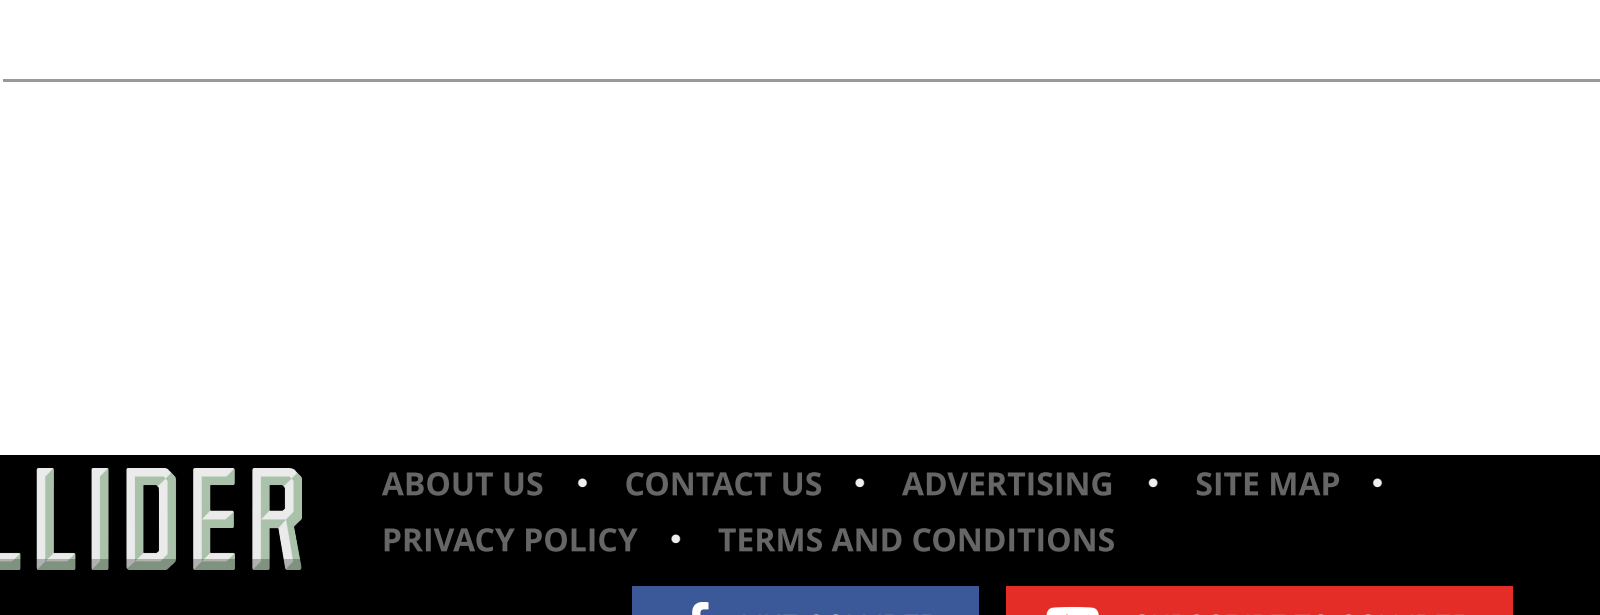 LLIDER
ABOUT US • CONTACT US • ADVERTISING • SITE MAP •
PRIVACY POLICY • TERMS AND CONDITIONS